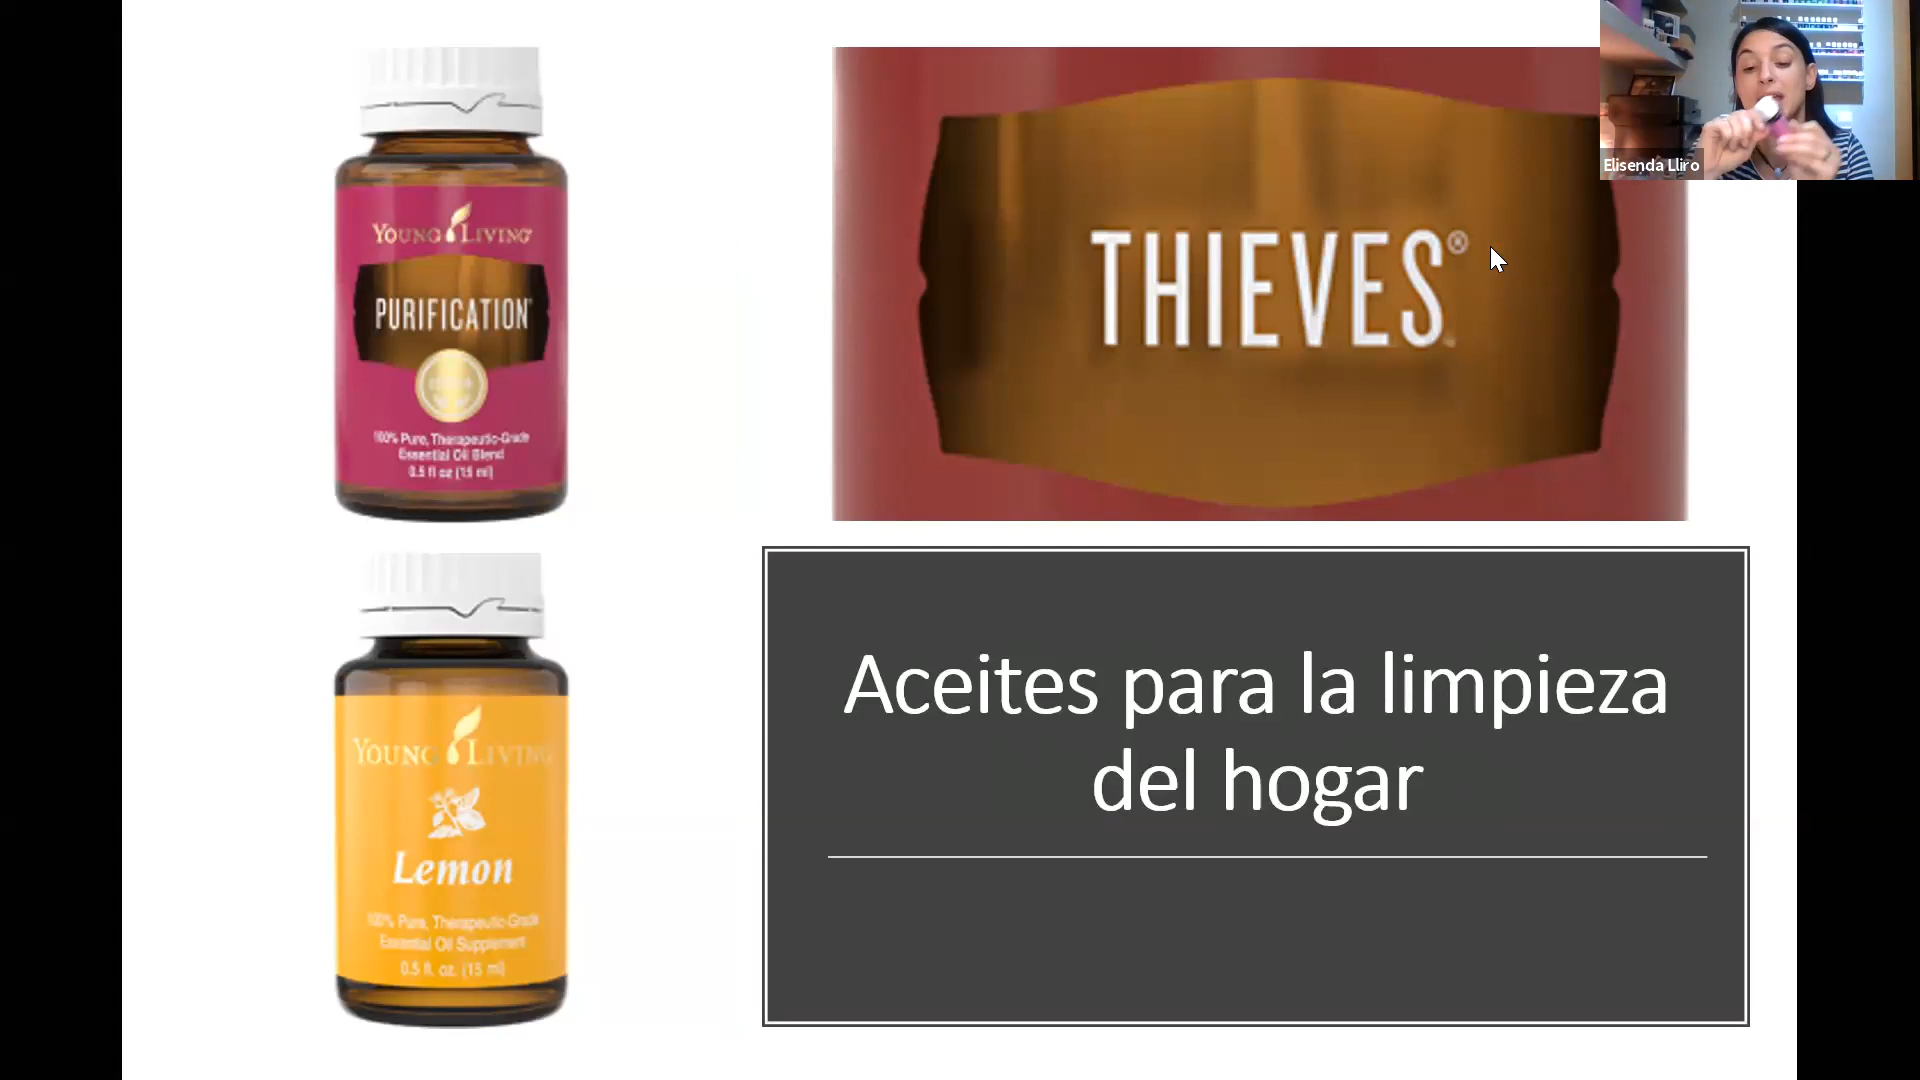 YOUNG LIVING
PURIFICATION
100% Pure, Therapeutic-Grade
Essential Oil Blend
0.5 fl oz (15 ml)
THIEVES®
Elisenda Lliro
YOUNG LIVING
Lemon
100% Pure, Therapeutic-Grade
Essential Oil Supplement
0.5 fl. oz. (15 ml)
Aceites para la limpieza
del hogar